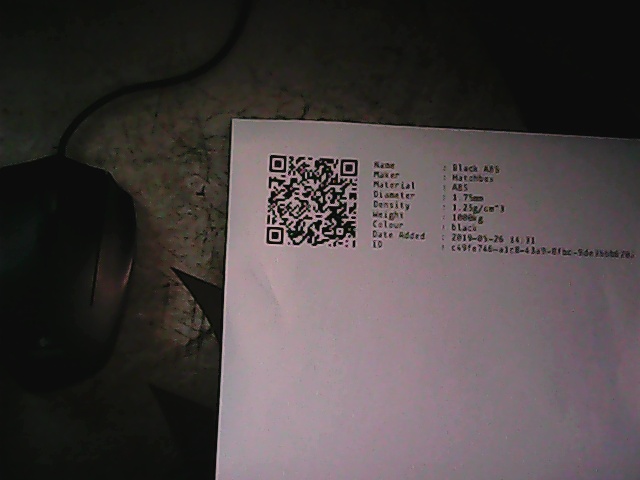 Name : Black ABS
Maker : Matchbox
Material : ABS
Diameter : 1.75mm
Density : 1.25g/cm^3
Weight : 1000kg
Colour : black
Date Added : 2019-05-26 14:31
ID :